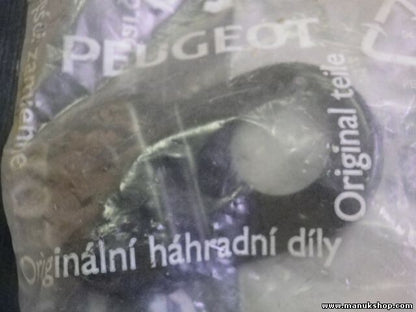 PEUGEOT
Original teile
Originální háhradní díly
www.manukshop.com